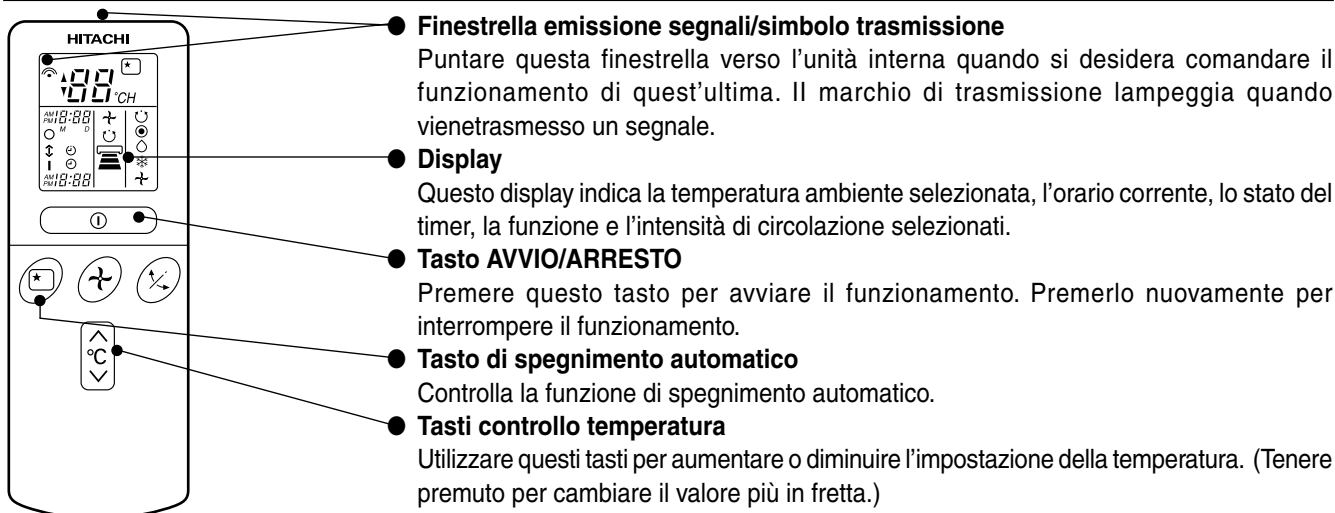 HITACHI
88 °CH
AM 18:88
PM
M D
AM 18:88
PM
°C
Finestrella emissione segnali/simbolo trasmissione
Puntare questa finestrella verso l'unità interna quando si desidera comandare il
funzionamento di quest'ultima. Il marchio di trasmissione lampeggia quando
vienetrasmesso un segnale.
Display
Questo display indica la temperatura ambiente selezionata, l'orario corrente, lo stato del
timer, la funzione e l'intensità di circolazione selezionati.
Tasto AVVIO/ARRESTO
Premere questo tasto per avviare il funzionamento. Premerlo nuovamente per
interrompere il funzionamento.
Tasto di spegnimento automatico
Controlla la funzione di spegnimento automatico.
Tasti controllo temperatura
Utilizzare questi tasti per aumentare o diminuire l'impostazione della temperatura. (Tenere
premuto per cambiare il valore più in fretta.)